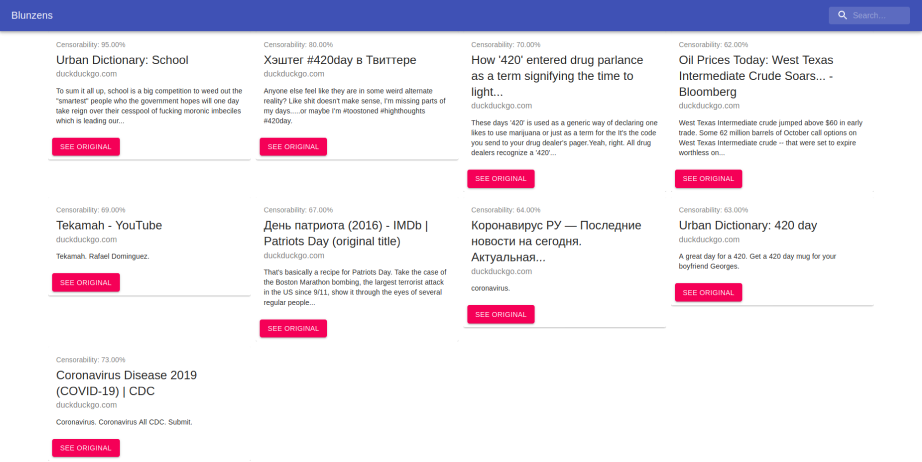 Blunzens
Search...
Censorability: 95.00%
Urban Dictionary: School
duckduckgo.com
To sum it all up, school is a big competition to weed out the
"smartest" people who the government hopes will one day
take reign over their cesspool of fucking moronic imbeciles
which is leading our...
SEE ORIGINAL
Censorability: 80.00%
Хэштег #420day в Твиттере
duckduckgo.com
Anyone else feel like they are in some weird alternate
reality? Like shit doesn't make sense, I'm missing parts of
my days.....or maybe I'm #toostoned #highthoughts
#420day.
SEE ORIGINAL
Censorability: 70.00%
How '420' entered drug parlance
as a term signifying the time to
light...
duckduckgo.com
These days '420' is used as a generic way of declaring one
likes to use marijuana or just as a term for the It's the code
you send to your drug dealer's pager.Yeah, right. All drug
dealers recognize a '420'...
SEE ORIGINAL
Censorability: 62.00%
Oil Prices Today: West Texas
Intermediate Crude Soars... -
Bloomberg
duckduckgo.com
West Texas Intermediate crude jumped above $60 in early
trade. Some 62 million barrels of October call options on
West Texas Intermediate crude -- that were set to expire
worthless on...
SEE ORIGINAL
Censorability: 69.00%
Tekamah - YouTube
duckduckgo.com
Tekamah. Rafael Dominguez.
SEE ORIGINAL
Censorability: 67.00%
День патриота (2016) - IMDb |
Patriots Day (original title)
duckduckgo.com
That's basically a recipe for Patriots Day. Take the case of
the Boston Marathon bombing, the largest terrorist attack
in the US since 9/11, show it through the eyes of several
regular people...
SEE ORIGINAL
Censorability: 64.00%
Коронавирус РУ — Последние
новости на сегодня.
Актуальная...
duckduckgo.com
coronavirus.
SEE ORIGINAL
Censorability: 63.00%
Urban Dictionary: 420 day
duckduckgo.com
A great day for a 420. Get a 420 day mug for your
boyfriend Georges.
SEE ORIGINAL
Censorability: 73.00%
Coronavirus Disease 2019
(COVID-19) | CDC
duckduckgo.com
Coronavirus. Coronavirus All CDC. Submit.
SEE ORIGINAL